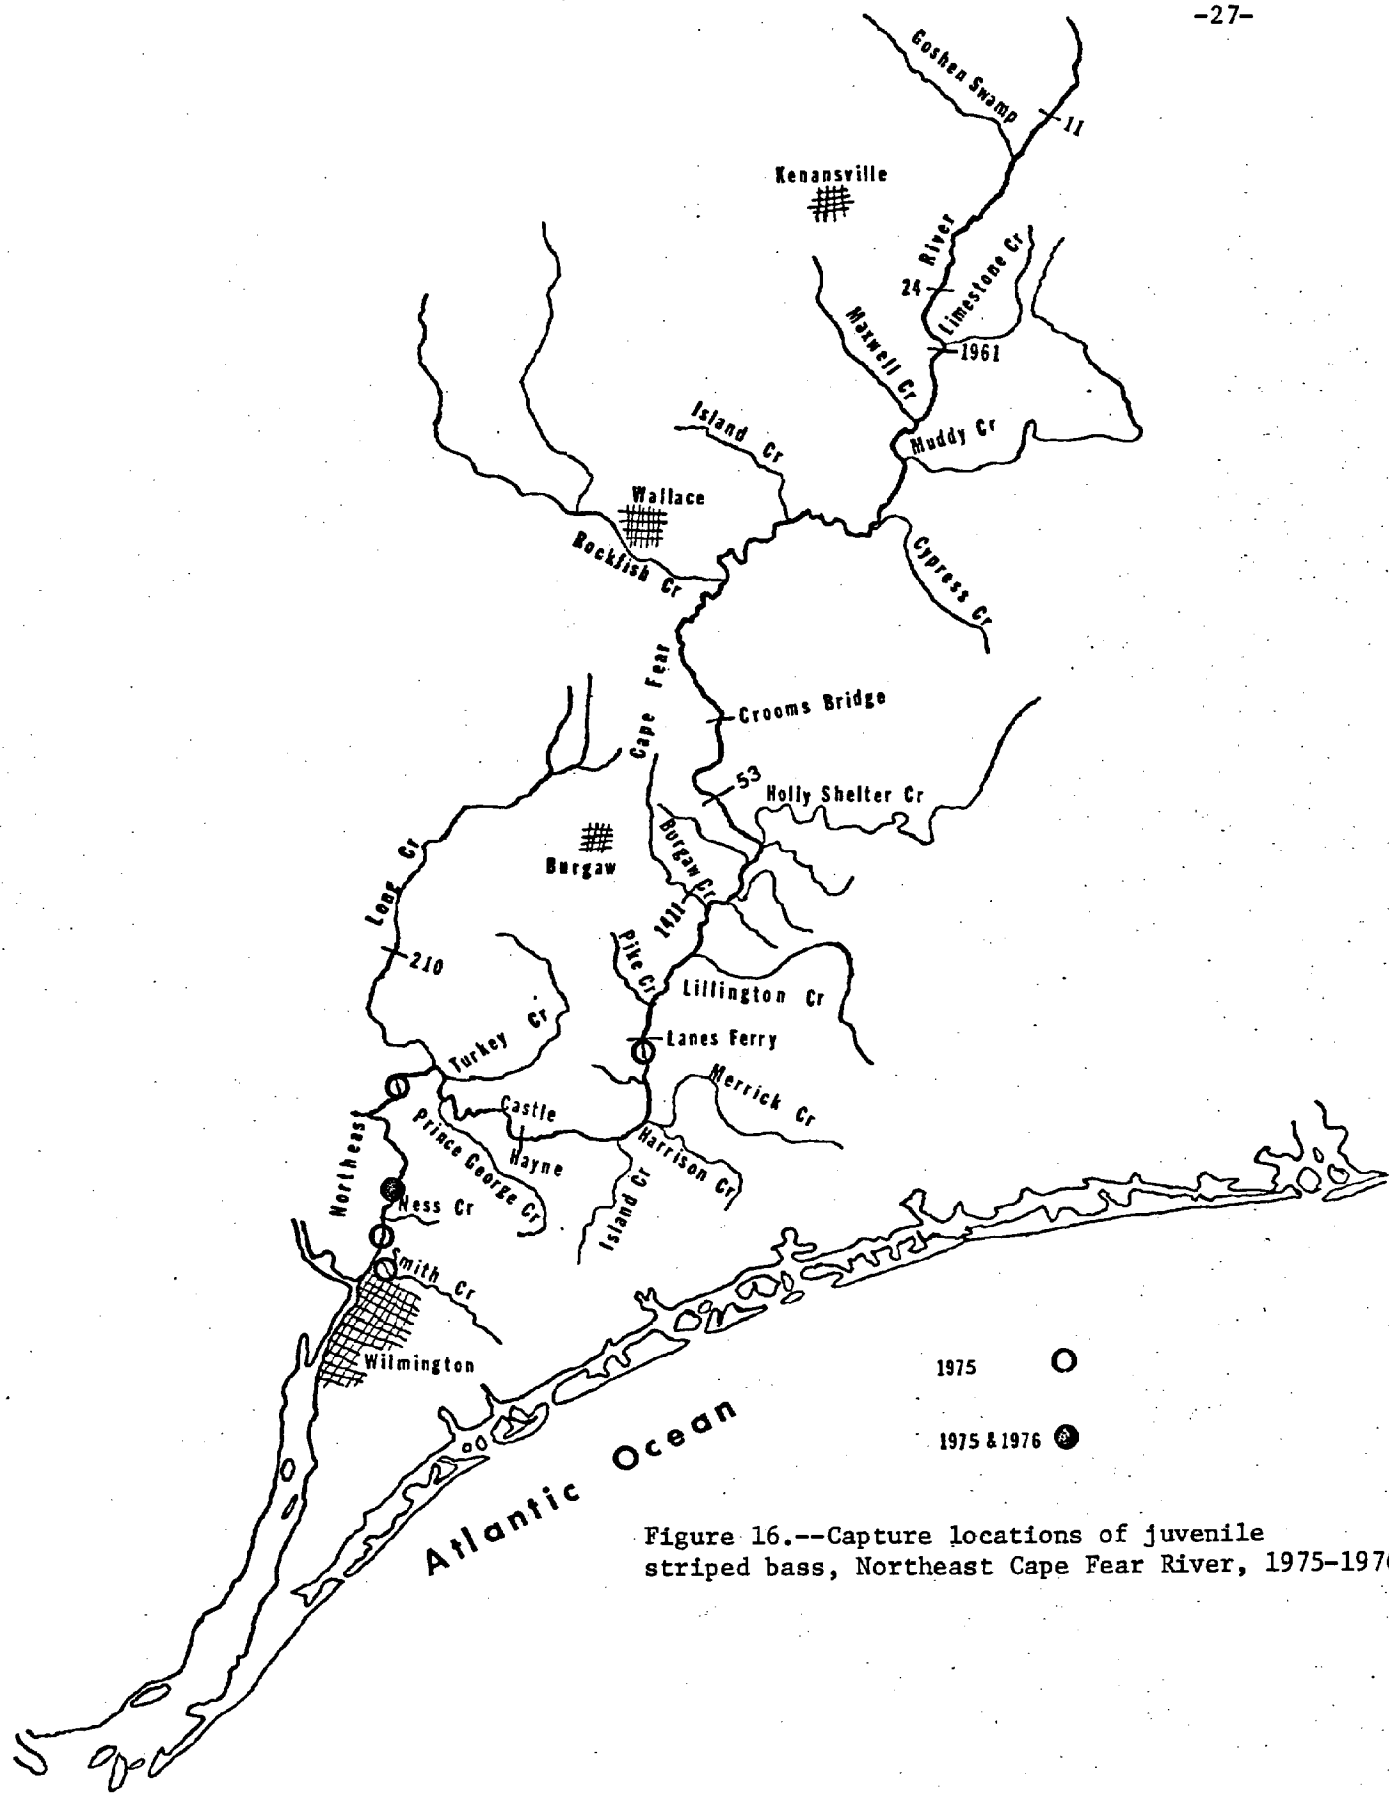 -27-
Goshen Swamp
11
Kenansville
River
Limestone Cr
24
Maxwell Cr
1961
Island Cr
Muddy Cr
Wallace
Rockfish Cr
Cypress Cr
Cape Fear
Crooms Bridge
53
Holly Shelter Cr
Burgaw
Burgaw Cr
Long Cr
1411
210
Pike Cr
Lillington Cr
Turkey Cr
Lanes Ferry
Merrick Cr
Castle
Hayne
Prince George Cr
Harrison Cr
Island Cr
Northeast
Ness Cr
Smith Cr
Wilmington
1975
1975 & 1976
Atlantic Ocean
Figure 16.--Capture locations of juvenile
striped bass, Northeast Cape Fear River, 1975-197